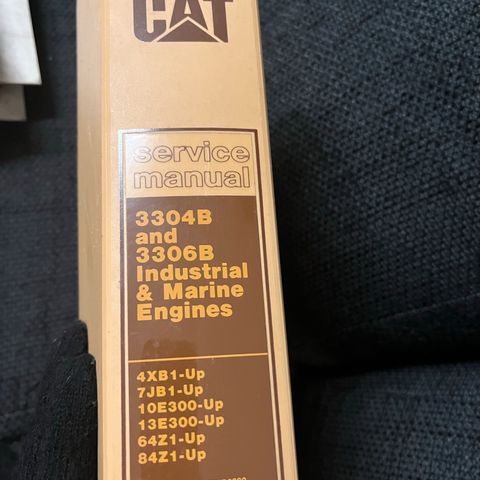 CAT
service
manual
3304B
and
3306B
Industrial
& Marine
Engines
4XB1-Up
7JB1-Up
10E300-Up
13E300-Up
64Z1-Up
84Z1-Up